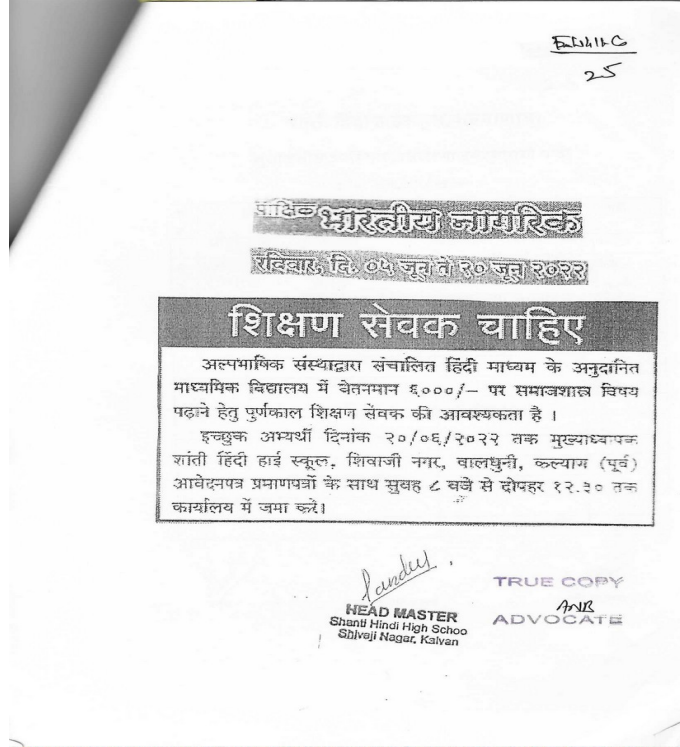 25
पाक्षिक भारतीय नागरिक
रविवार, दि. ०५ जून ते २० जून २०२२
शिक्षण सेवक चाहिए
अल्पभाषिक संस्थाद्वारा संचालित हिंदी माध्यम के अनुदानित
माध्यमिक विद्यालय में वेतनमान ६०००/– पर समाजशास्त्र विषय
पढ़ाने हेतु पुर्णकाल शिक्षण सेवक की आवश्यकता है ।
इच्छुक अभ्यर्थी दिनांक २०/०६/२०२२ तक मुख्याध्यापक
शांती हिंदी हाई स्कूल, शिवाजी नगर, वालधुनी, कल्याण (पूर्व)
आवेदनपत्र प्रमाणपत्रों के साथ सुबह ८ बजे से दोपहर १२.३० तक
कार्यालय में जमा करें।
HEAD MASTER
Shanti Hindi High Schoo
Shivaji Nagar, Kalyan
TRUE COPY
ADVOCATE